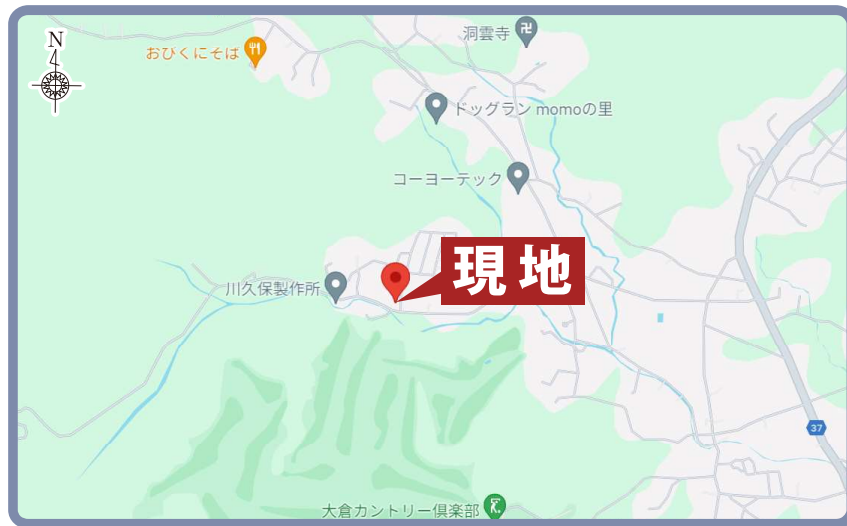 N
おびくにそば
洞雲寺
ドッグラン momoの里
コーヨーテック
現地
川久保製作所
37
大倉カントリー倶楽部